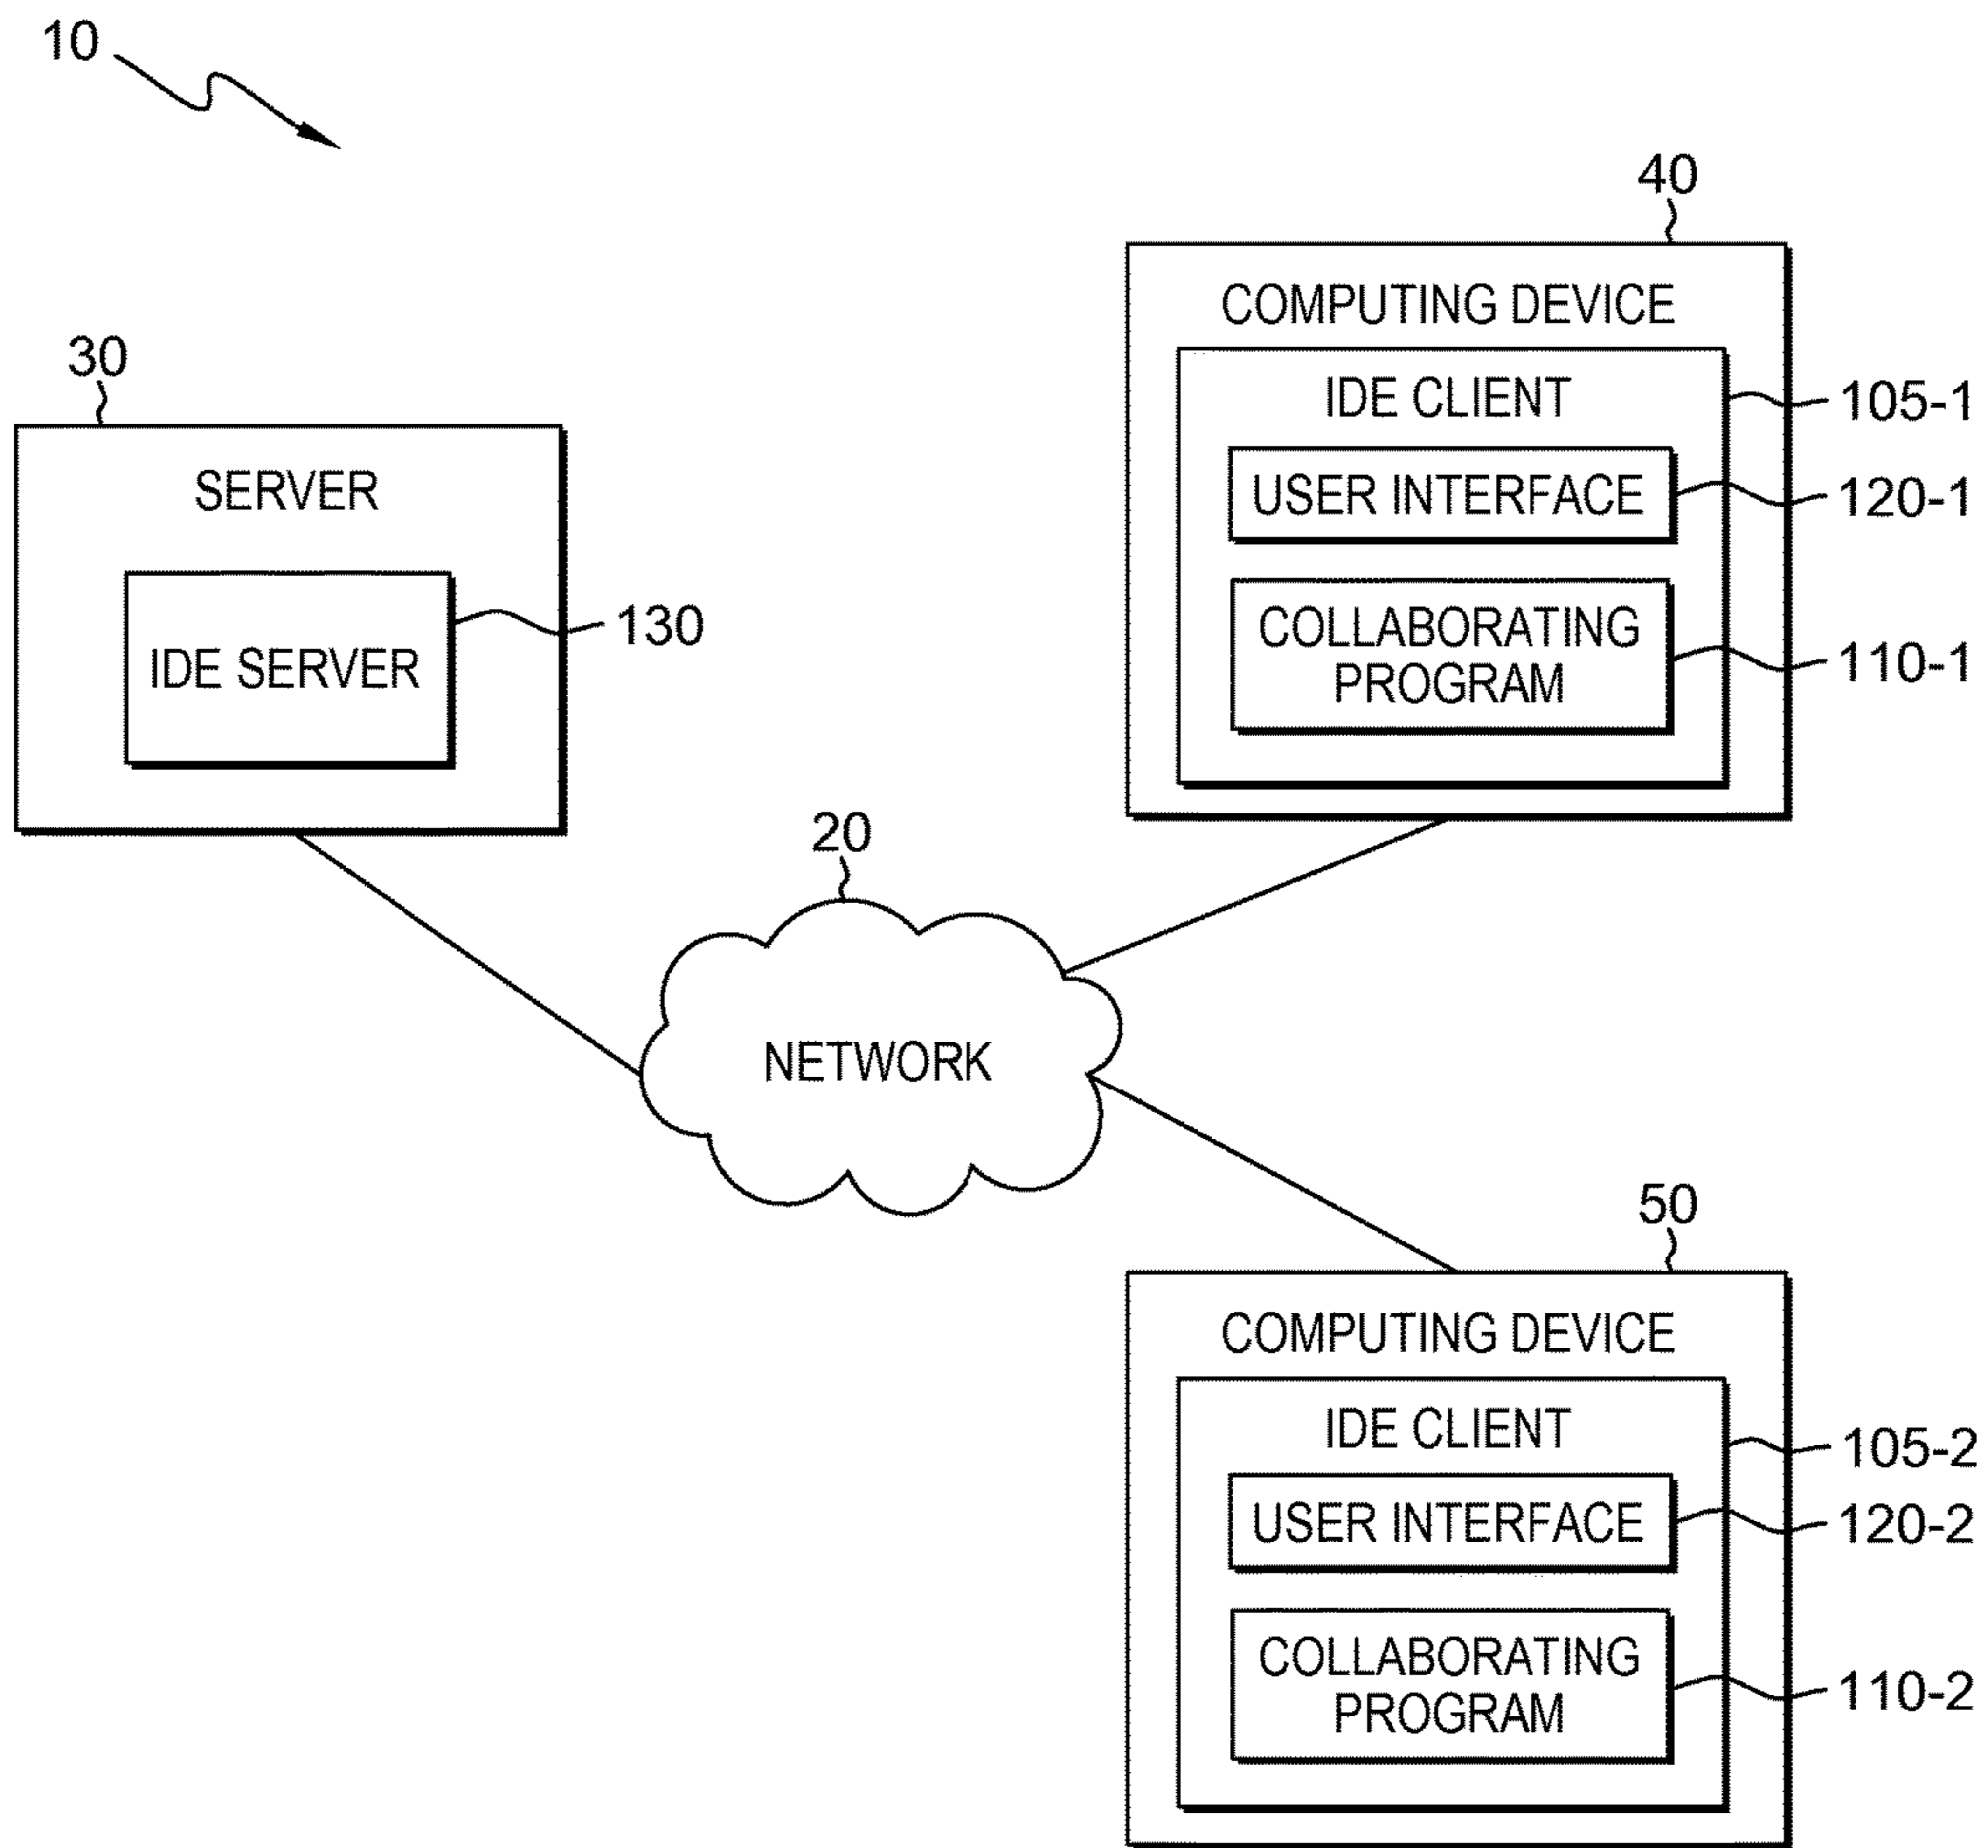 10
40
COMPUTING DEVICE
30
IDE CLIENT
105-1
SERVER
USER INTERFACE
120-1
IDE SERVER
130
COLLABORATING
PROGRAM
110-1
20
NETWORK
50
COMPUTING DEVICE
IDE CLIENT
105-2
USER INTERFACE
120-2
COLLABORATING
PROGRAM
110-2